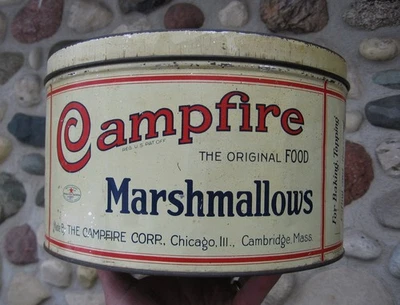 Campfire
REG. U.S. PAT. OFF.
THE ORIGINAL FOOD
Marshmallows
THE CAMPFIRE CORP., Chicago, Ill., Cambridge, Mass.
For Baking, Topping